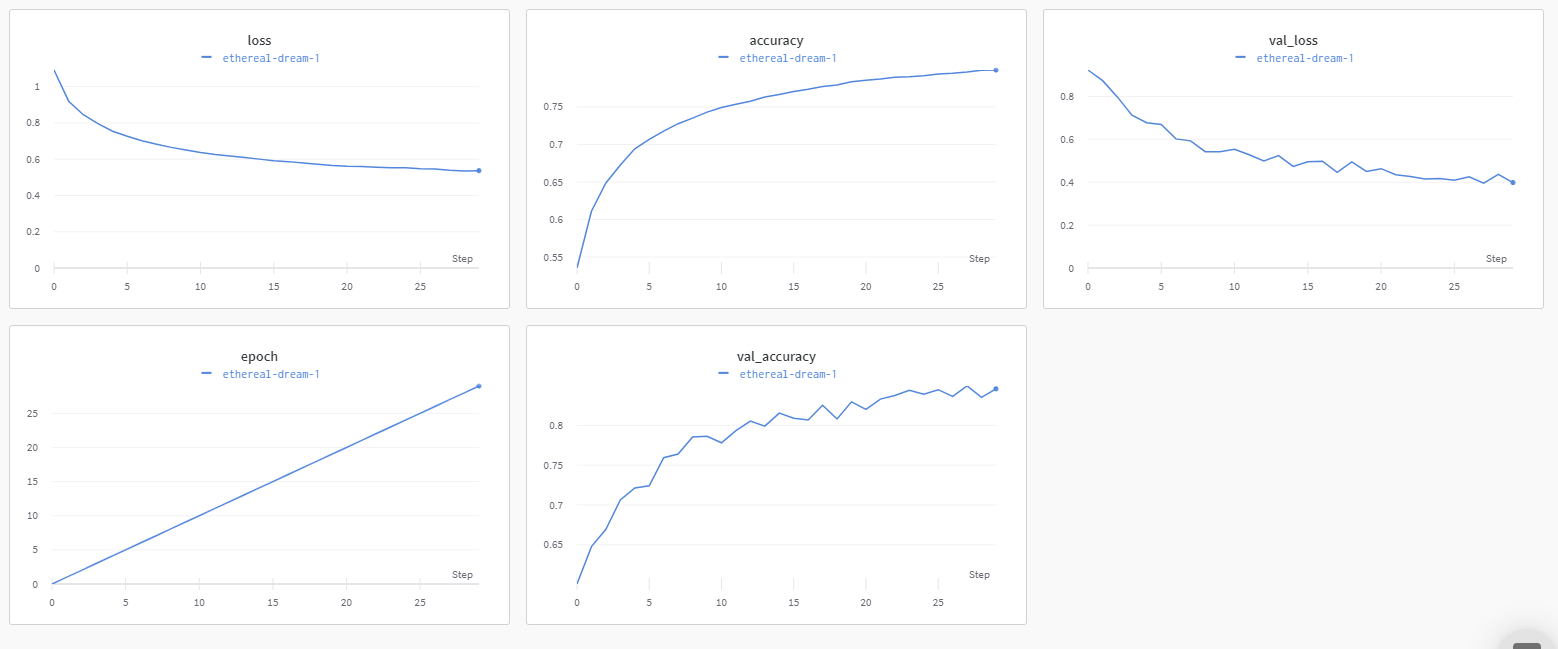 loss
ethereal-dream-1
1
0.8
0.6
0.4
0.2
0
Step
0 5 10 15 20 25
accuracy
ethereal-dream-1
0.75
0.7
0.65
0.6
0.55
Step
0 5 10 15 20 25
val_loss
ethereal-dream-1
0.8
0.6
0.4
0.2
0
Step
0 5 10 15 20 25
epoch
ethereal-dream-1
25
20
15
10
5
0
Step
0 5 10 15 20 25
val_accuracy
ethereal-dream-1
0.8
0.75
0.7
0.65
Step
0 5 10 15 20 25